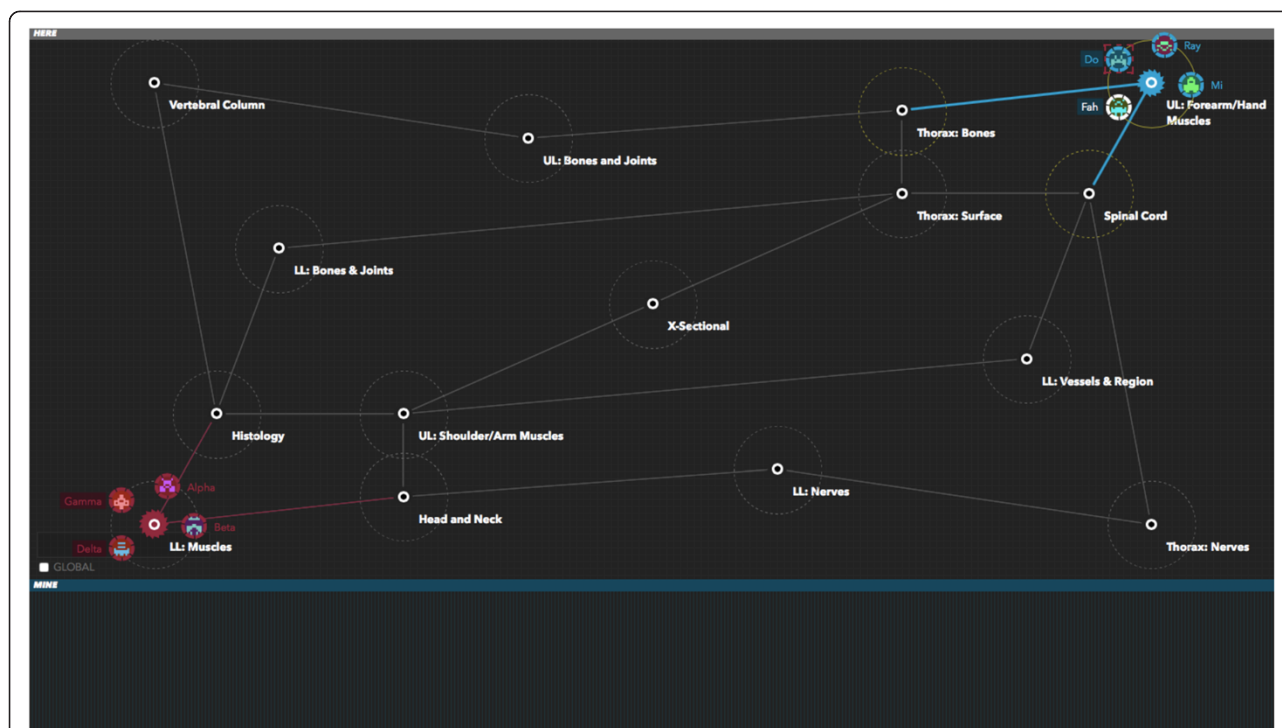 HERE
Ray
Do
Vertebral Column
Mi
Fah
UL: Forearm/Hand
Muscles
Thorax: Bones
UL: Bones and Joints
Thorax: Surface
Spinal Cord
LL: Bones & Joints
X-Sectional
LL: Vessels & Region
Histology
UL: Shoulder/Arm Muscles
Alpha
Gamma
LL: Nerves
Head and Neck
Beta
LL: Muscles
Delta
Thorax: Nerves
GLOBAL
MINE